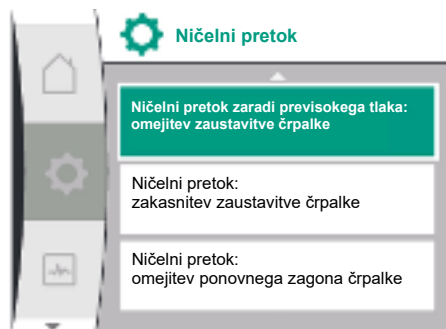 Ničelni pretok
Ničelni pretok zaradi previsokega tlaka:
omejitev zaustavitve črpalke
Ničelni pretok:
zakasnitev zaustavitve črpalke
Ničelni pretok:
omejitev ponovnega zagona črpalke